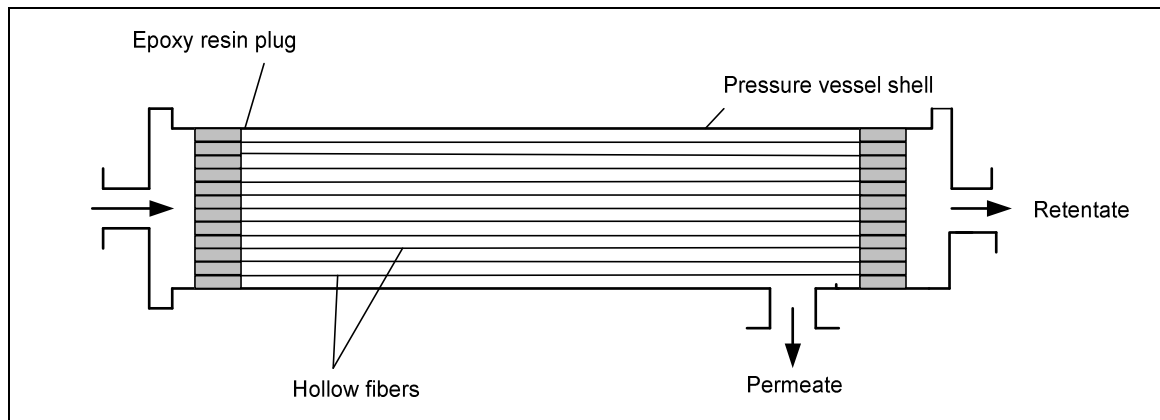 Epoxy resin plug
Pressure vessel shell
Retentate
Hollow fibers
Permeate